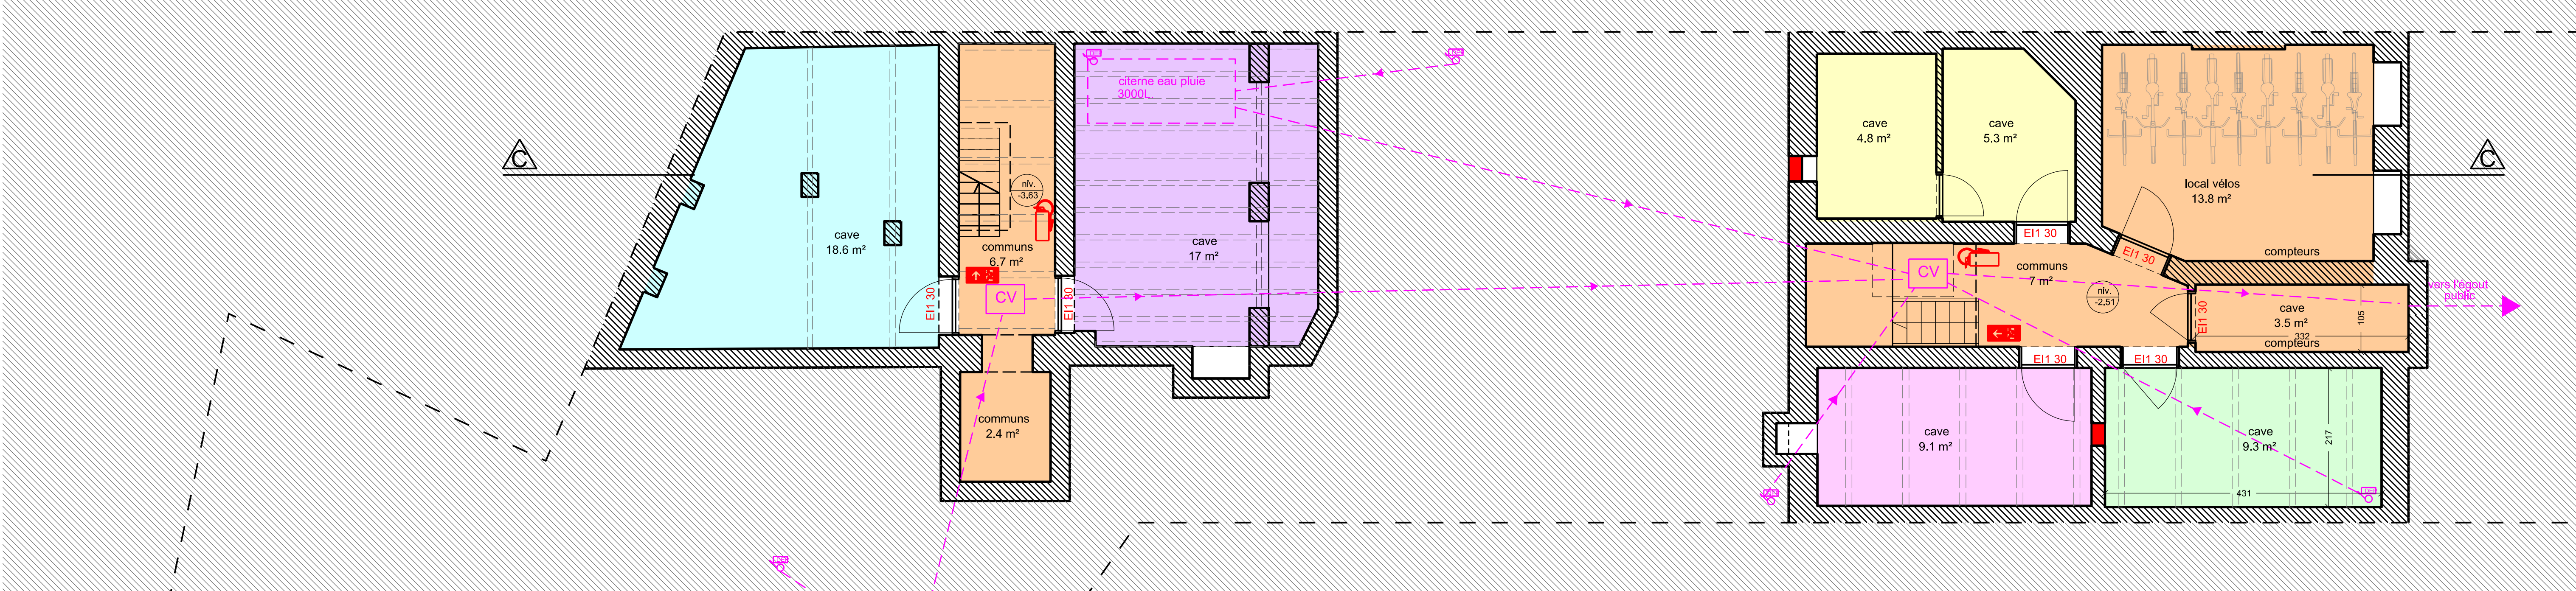 citerne eau pluie
3000L.
C
nlv.
-3,63
cave
18.6 m²
communs
6.7 m²
cave
17 m²
EI1 30
CV
EI1 30
communs
2.4 m²
cave
4.8 m²
cave
5.3 m²
local vélos
13.8 m²
C
compteurs
EI1 30
EI1 30
communs
7 m²
CV
nlv.
-2,51
EI1 30
cave
3.5 m²
332
105
compteurs
vers l'égout
public
EI1 30
EI1 30
cave
9.1 m²
cave
9.3 m²
217
431